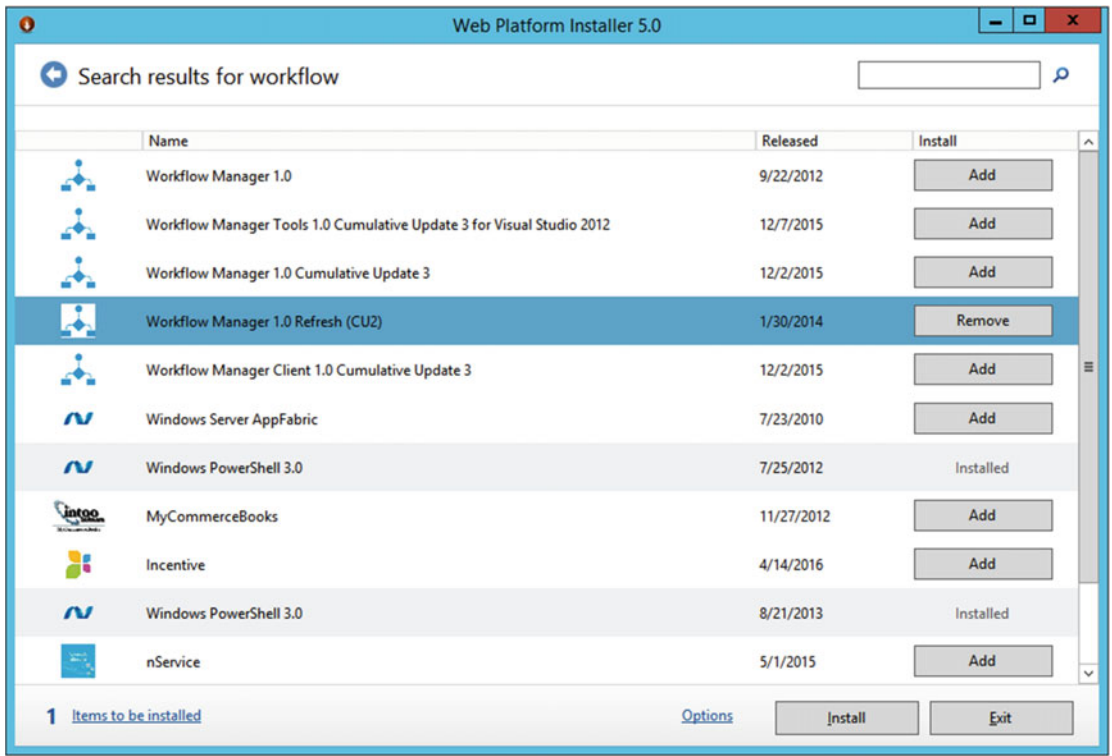 Web Platform Installer 5.0
Search results for workflow
Name Released Install
Workflow Manager 1.0 9/22/2012 Add
Workflow Manager Tools 1.0 Cumulative Update 3 for Visual Studio 2012 12/7/2015 Add
Workflow Manager 1.0 Cumulative Update 3 12/2/2015 Add
Workflow Manager 1.0 Refresh (CU2) 1/30/2014 Remove
Workflow Manager Client 1.0 Cumulative Update 3 12/2/2015 Add
Windows Server AppFabric 7/23/2010 Add
Windows PowerShell 3.0 7/25/2012 Installed
intoo
MyCommerceBooks 11/27/2012 Add
Incentive 4/14/2016 Add
Windows PowerShell 3.0 8/21/2013 Installed
nService 5/1/2015 Add
1 Items to be installed Options Install Exit